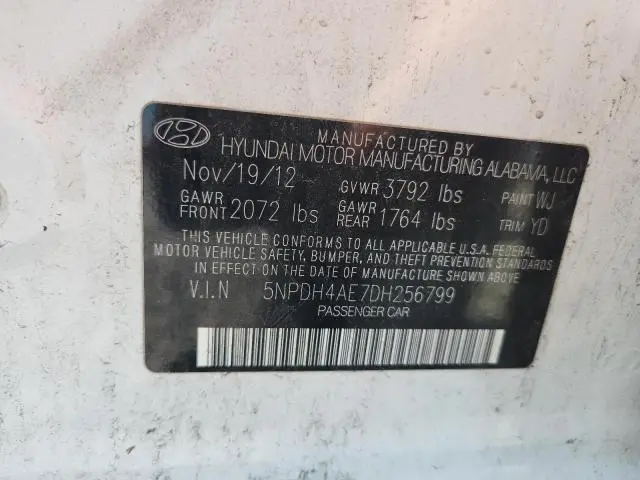 MANUFACTURED BY
HYUNDAI MOTOR MANUFACTURING ALABAMA, LLC
Nov/19/12 GVWR 3792 lbs PAINT WJ
GAWR FRONT 2072 lbs GAWR REAR 1764 lbs TRIM YD
THIS VEHICLE CONFORMS TO ALL APPLICABLE U.S.A. FEDERAL
MOTOR VEHICLE SAFETY, BUMPER, AND THEFT PREVENTION STANDARDS
IN EFFECT ON THE DATE OF MANUFACTURE SHOWN ABOVE.
V.I.N 5NPDH4AE7DH256799
PASSENGER CAR